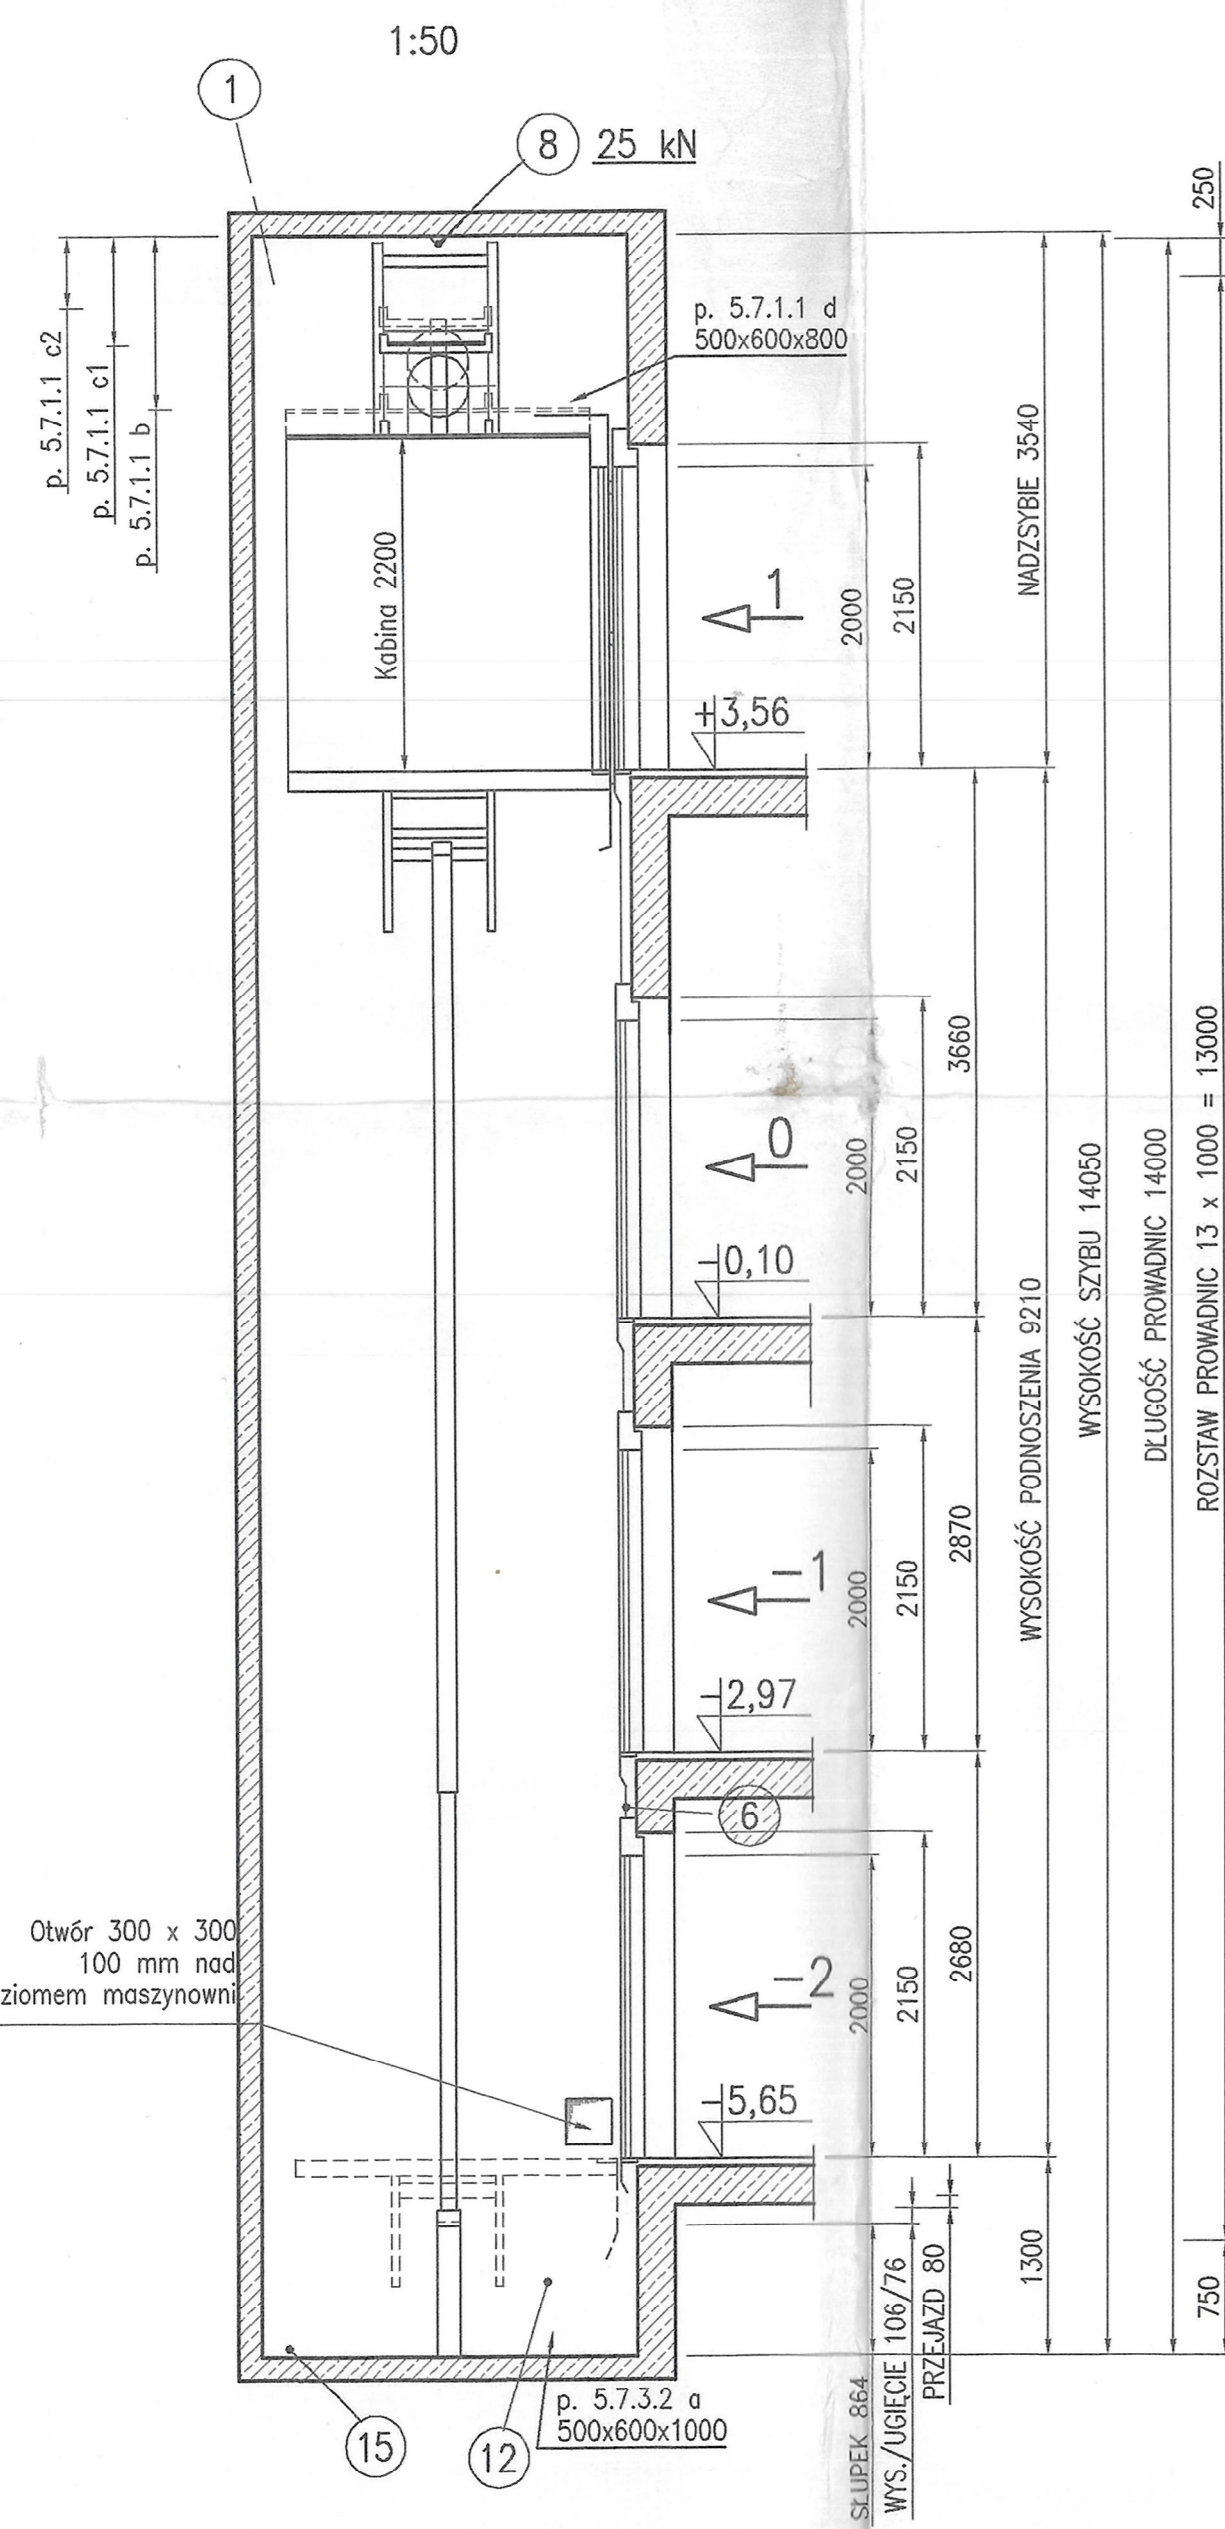 1:50
1
8 25 kN
250
p. 5.7.1.1 c2
p. 5.7.1.1 c1
p. 5.7.1.1 b
p. 5.7.1.1 d
500x600x800
Kabina 2200
1
+3,56
2000
2150
NADZSYBIE 3540
0
-0,10
2000
2150
3660
WYSOKOŚĆ PODNOSZENIA 9210
WYSOKOŚĆ SZYBU 14050
DŁUGOŚĆ PROWADNIC 14000
ROZSTAW PROWADNIC 13 x 1000 = 13000
-1
-2,97
2000
2150
2870
6
Otwór 300 x 300
100 mm nad
ziomem maszynowni
-2
-5,65
2000
2150
2680
SŁUPEK 864
WYS./UGIĘCIE 106/76
PRZEJAZD 80
1300
750
p. 5.7.3.2 a
500x600x1000
15
12